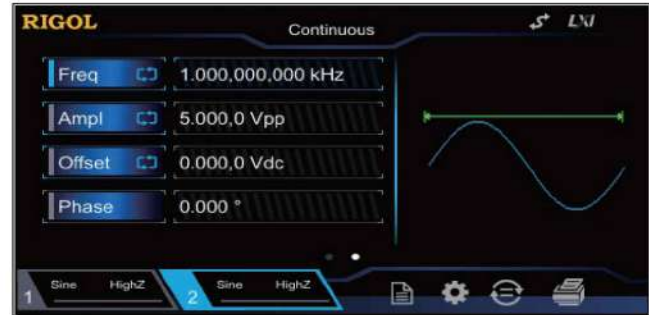 RIGOL
Continuous
LXI
Freq 1.000,000,000 kHz
Ampl 5.000,0 Vpp
Offset 0.000,0 Vdc
Phase 0.000 °
1 Sine HighZ
2 Sine HighZ